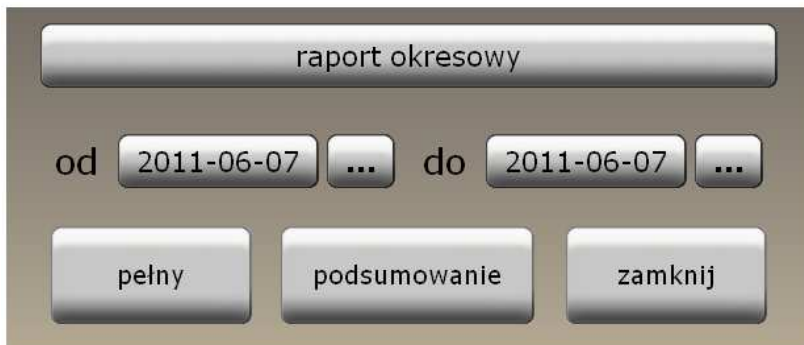 raport okresowy
od 2011-06-07 ... do 2011-06-07 ...
pełny podsumowanie zamknij